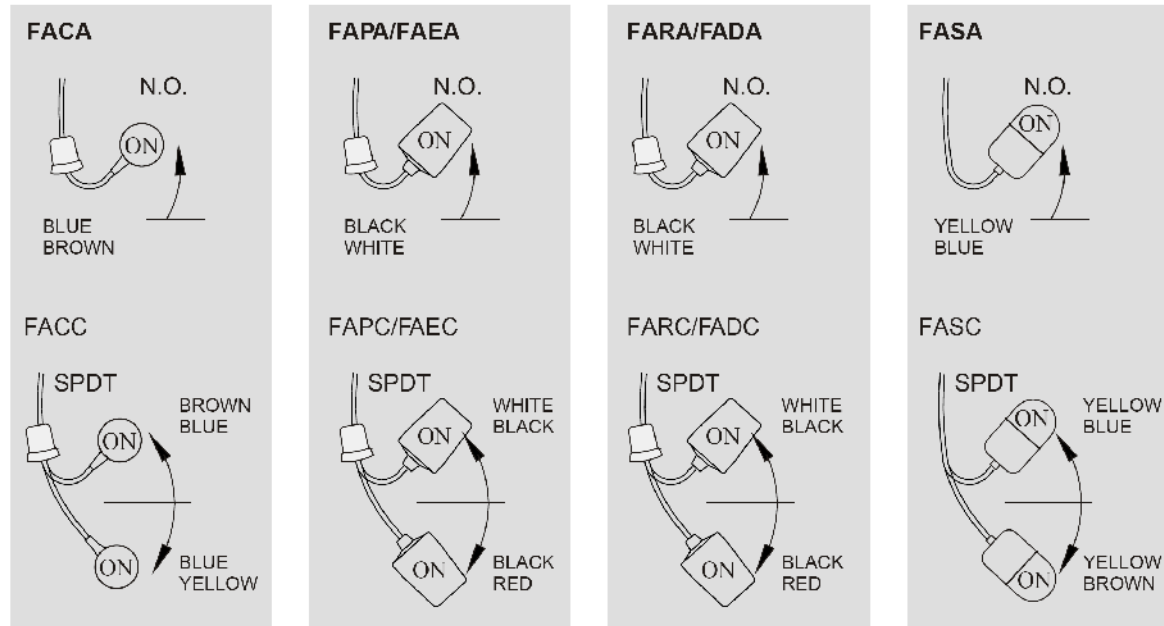 FACA
N.O.
ON
BLUE
BROWN
FACC
SPDT
BROWN
BLUE
ON
ON
BLUE
YELLOW
FAPA/FAEA
N.O.
ON
BLACK
WHITE
FAPC/FAEC
SPDT
WHITE
BLACK
ON
ON
BLACK
RED
FARA/FADA
N.O.
ON
BLACK
WHITE
FARC/FADC
SPDT
WHITE
BLACK
ON
ON
BLACK
RED
FASA
N.O.
ON
YELLOW
BLUE
FASC
SPDT
YELLOW
BLUE
ON
ON
YELLOW
BROWN